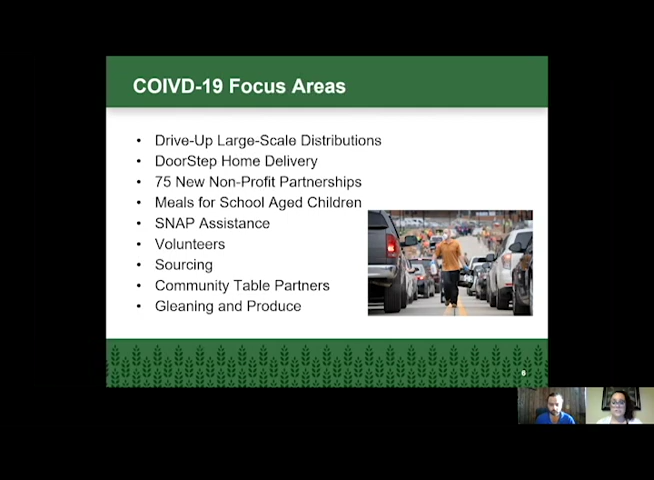 COIVD-19 Focus Areas
• Drive-Up Large-Scale Distributions
• DoorStep Home Delivery
• 75 New Non-Profit Partnerships
• Meals for School Aged Children
• SNAP Assistance
• Volunteers
• Sourcing
• Community Table Partners
• Gleaning and Produce
6